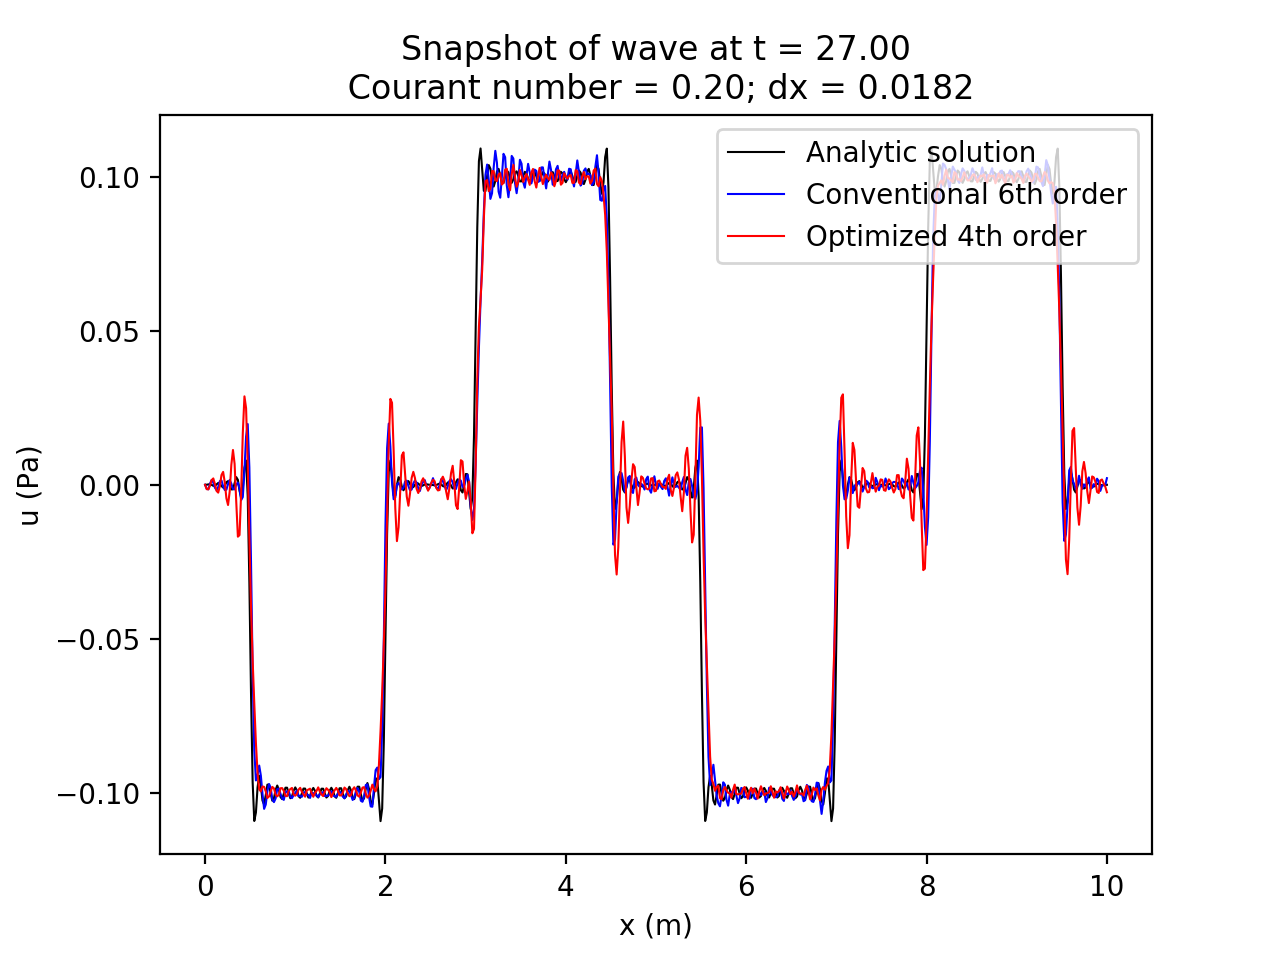 Snapshot of wave at t = 27.00
Courant number = 0.20; dx = 0.0182
Analytic solution
Conventional 6th order
Optimized 4th order
0.10
0.05
0.00
−0.05
−0.10
u (Pa)
0 2 4 6 8 10
x (m)